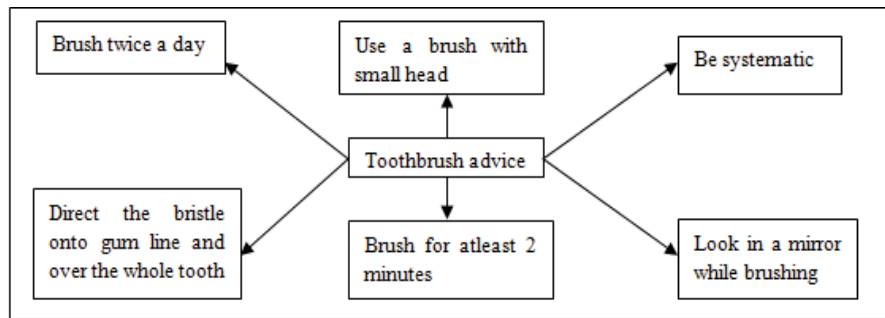 Brush twice a day
Use a brush with
small head
Be systematic
Toothbrush advice
Direct the bristle
onto gum line and
over the whole tooth
Brush for atleast 2
minutes
Look in a mirror
while brushing